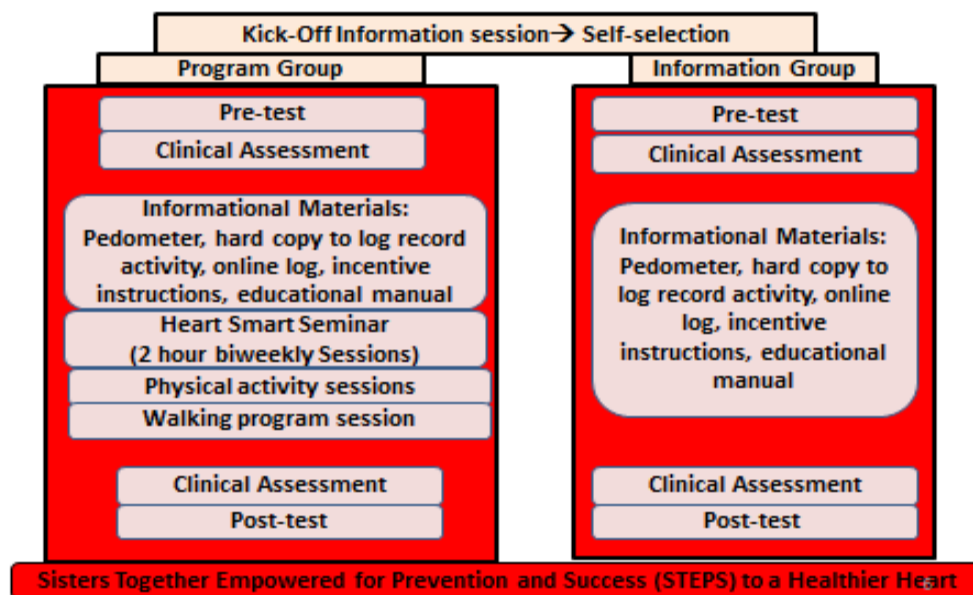 Kick-Off Information session→ Self-selection
Program Group
Pre-test
Clinical Assessment
Informational Materials:
Pedometer, hard copy to log record
activity, online log, incentive
instructions, educational manual
Heart Smart Seminar
(2 hour biweekly Sessions)
Physical activity sessions
Walking program session
Clinical Assessment
Post-test
Information Group
Pre-test
Clinical Assessment
Informational Materials:
Pedometer, hard copy to
log record activity, online
log, incentive
instructions, educational
manual
Clinical Assessment
Post-test
Sisters Together Empowered for Prevention and Success (STEPS) to a Healthier Heart